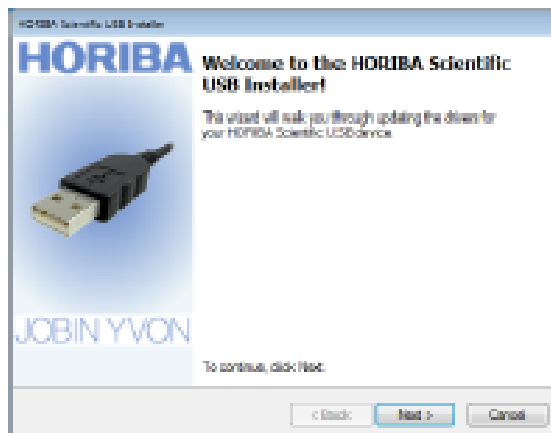 HORIBA Scientific USB Installer
HORIBA
Welcome to the HORIBA Scientific
USB Installer!
This wizard will walk you through updating the drivers for
your HORIBA Scientific USB device.
JOBIN YVON
To continue, click Next.
< Back
Next >
Cancel